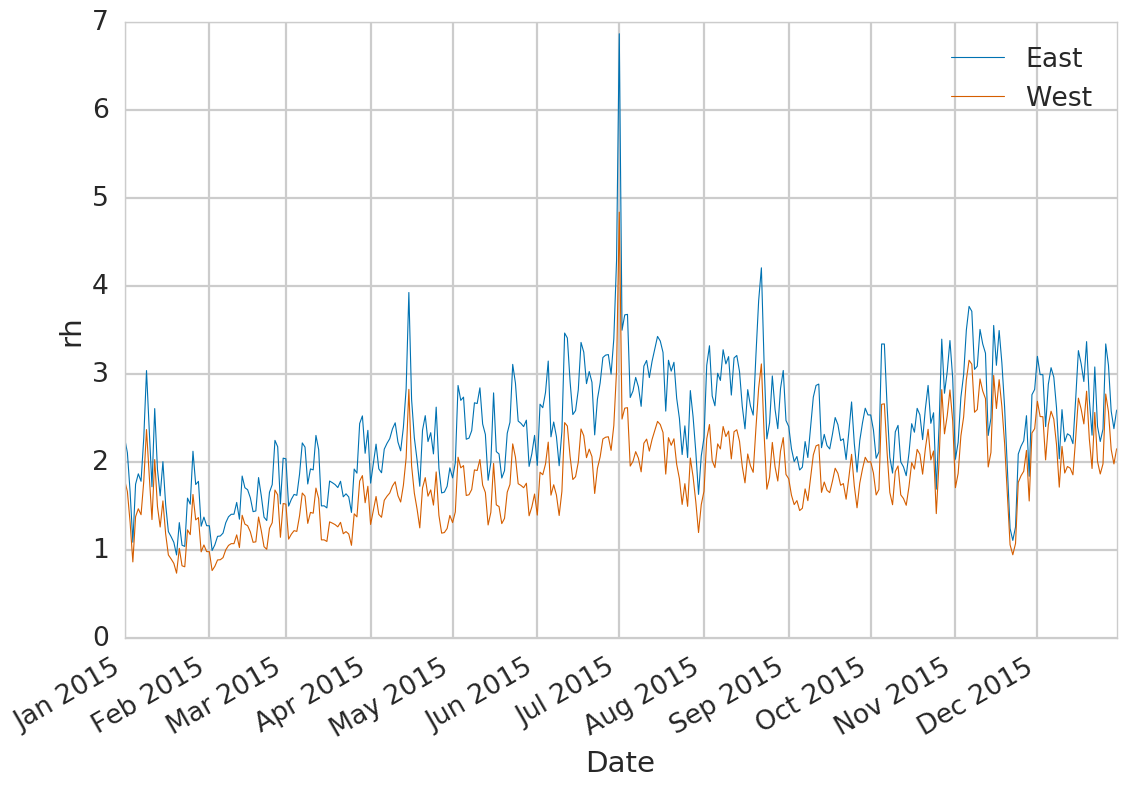 7
6
5
4
3
2
1
0
rh
East
West
Jan 2015
Feb 2015
Mar 2015
Apr 2015
May 2015
Jun 2015
Jul 2015
Aug 2015
Sep 2015
Oct 2015
Nov 2015
Dec 2015
Date